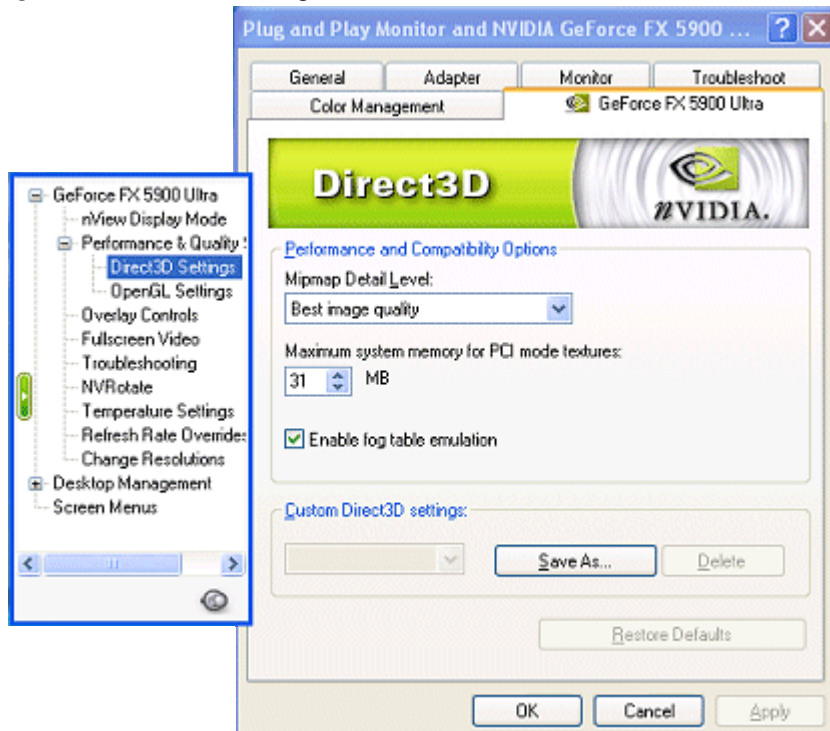 Plug and Play Monitor and NVIDIA GeForce FX 5900 ...
General Adapter Monitor Troubleshoot
Color Management GeForce FX 5900 Ultra
Direct3D
NVIDIA.
GeForce FX 5900 Ultra
nView Display Mode
Performance & Quality S
Direct3D Settings
OpenGL Settings
Overlay Controls
Fullscreen Video
Troubleshooting
NVRotate
Temperature Settings
Refresh Rate Overrides
Change Resolutions
Desktop Management
Screen Menus
Performance and Compatibility Options
Mipmap Detail Level:
Best image quality
Maximum system memory for PCI mode textures:
31 MB
Enable fog table emulation
Custom Direct3D settings:
Save As... Delete
Restore Defaults
OK Cancel Apply